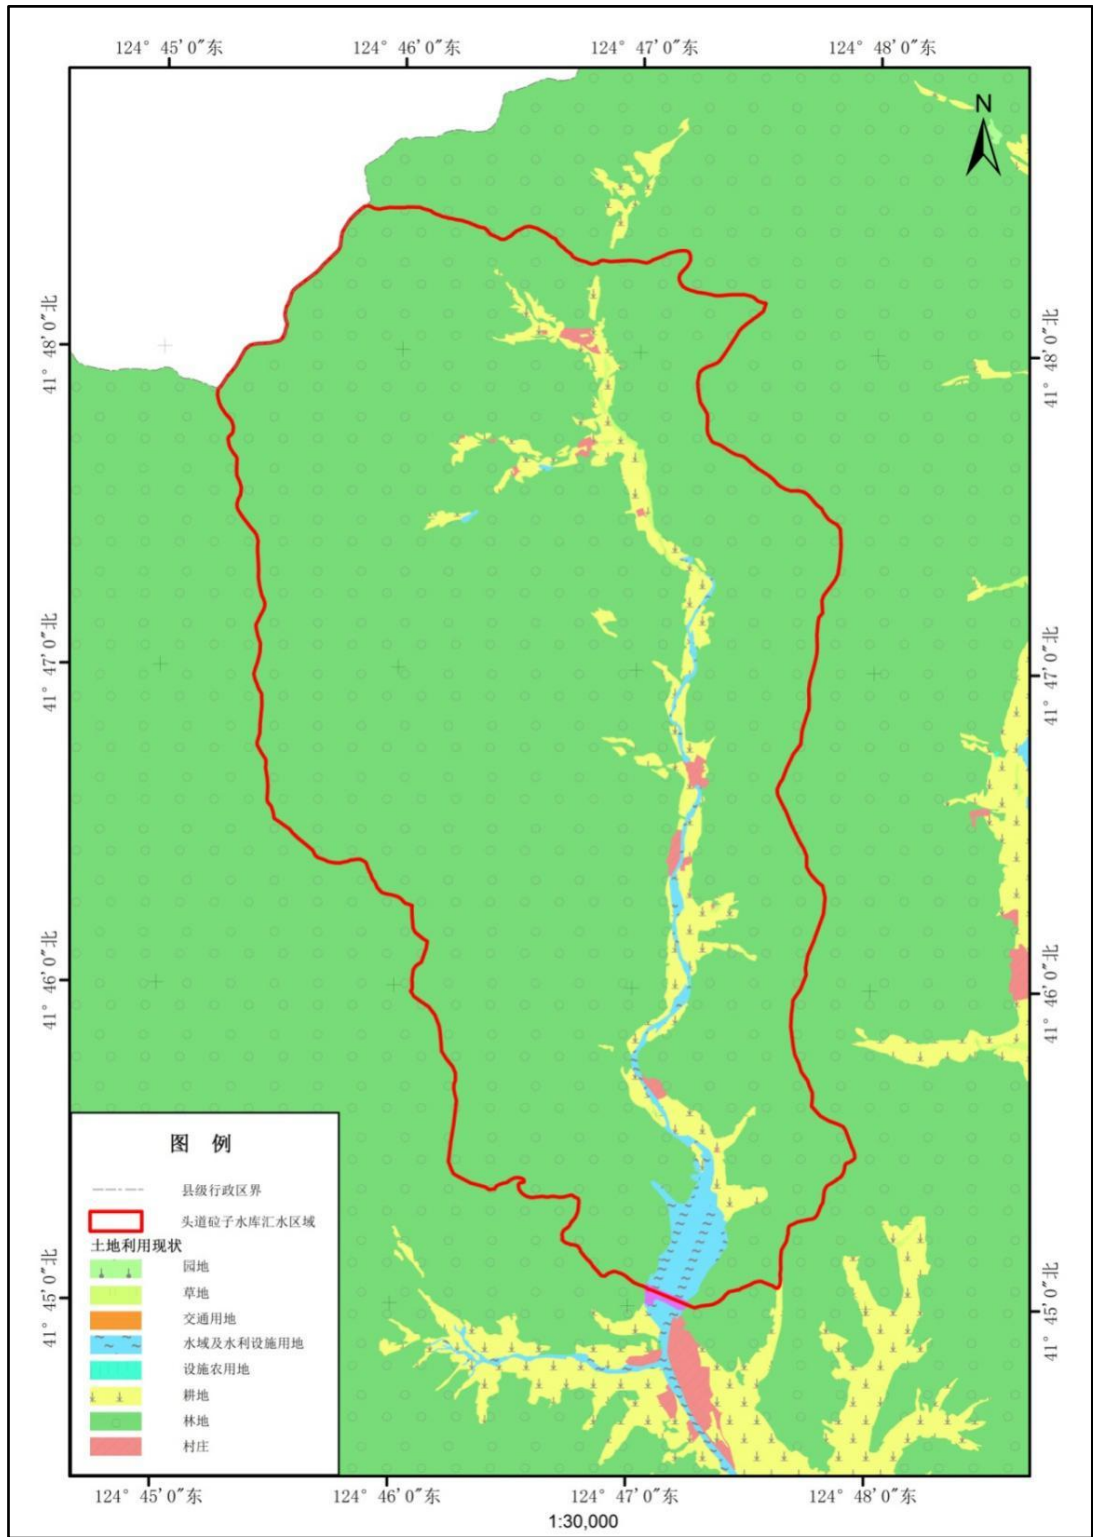 124° 45′0″东
124° 46′0″东
124° 47′0″东
124° 48′0″东
N
41° 48′0″北
41° 48′0″北
41° 47′0″北
41° 47′0″北
41° 46′0″北
41° 46′0″北
41° 45′0″北
41° 45′0″北
图 例
县级行政区界
头道砬子水库汇水区域
土地利用现状
园地
草地
交通用地
水域及水利设施用地
设施农用地
耕地
林地
村庄
124° 45′0″东
124° 46′0″东
124° 47′0″东
124° 48′0″东
1:30,000